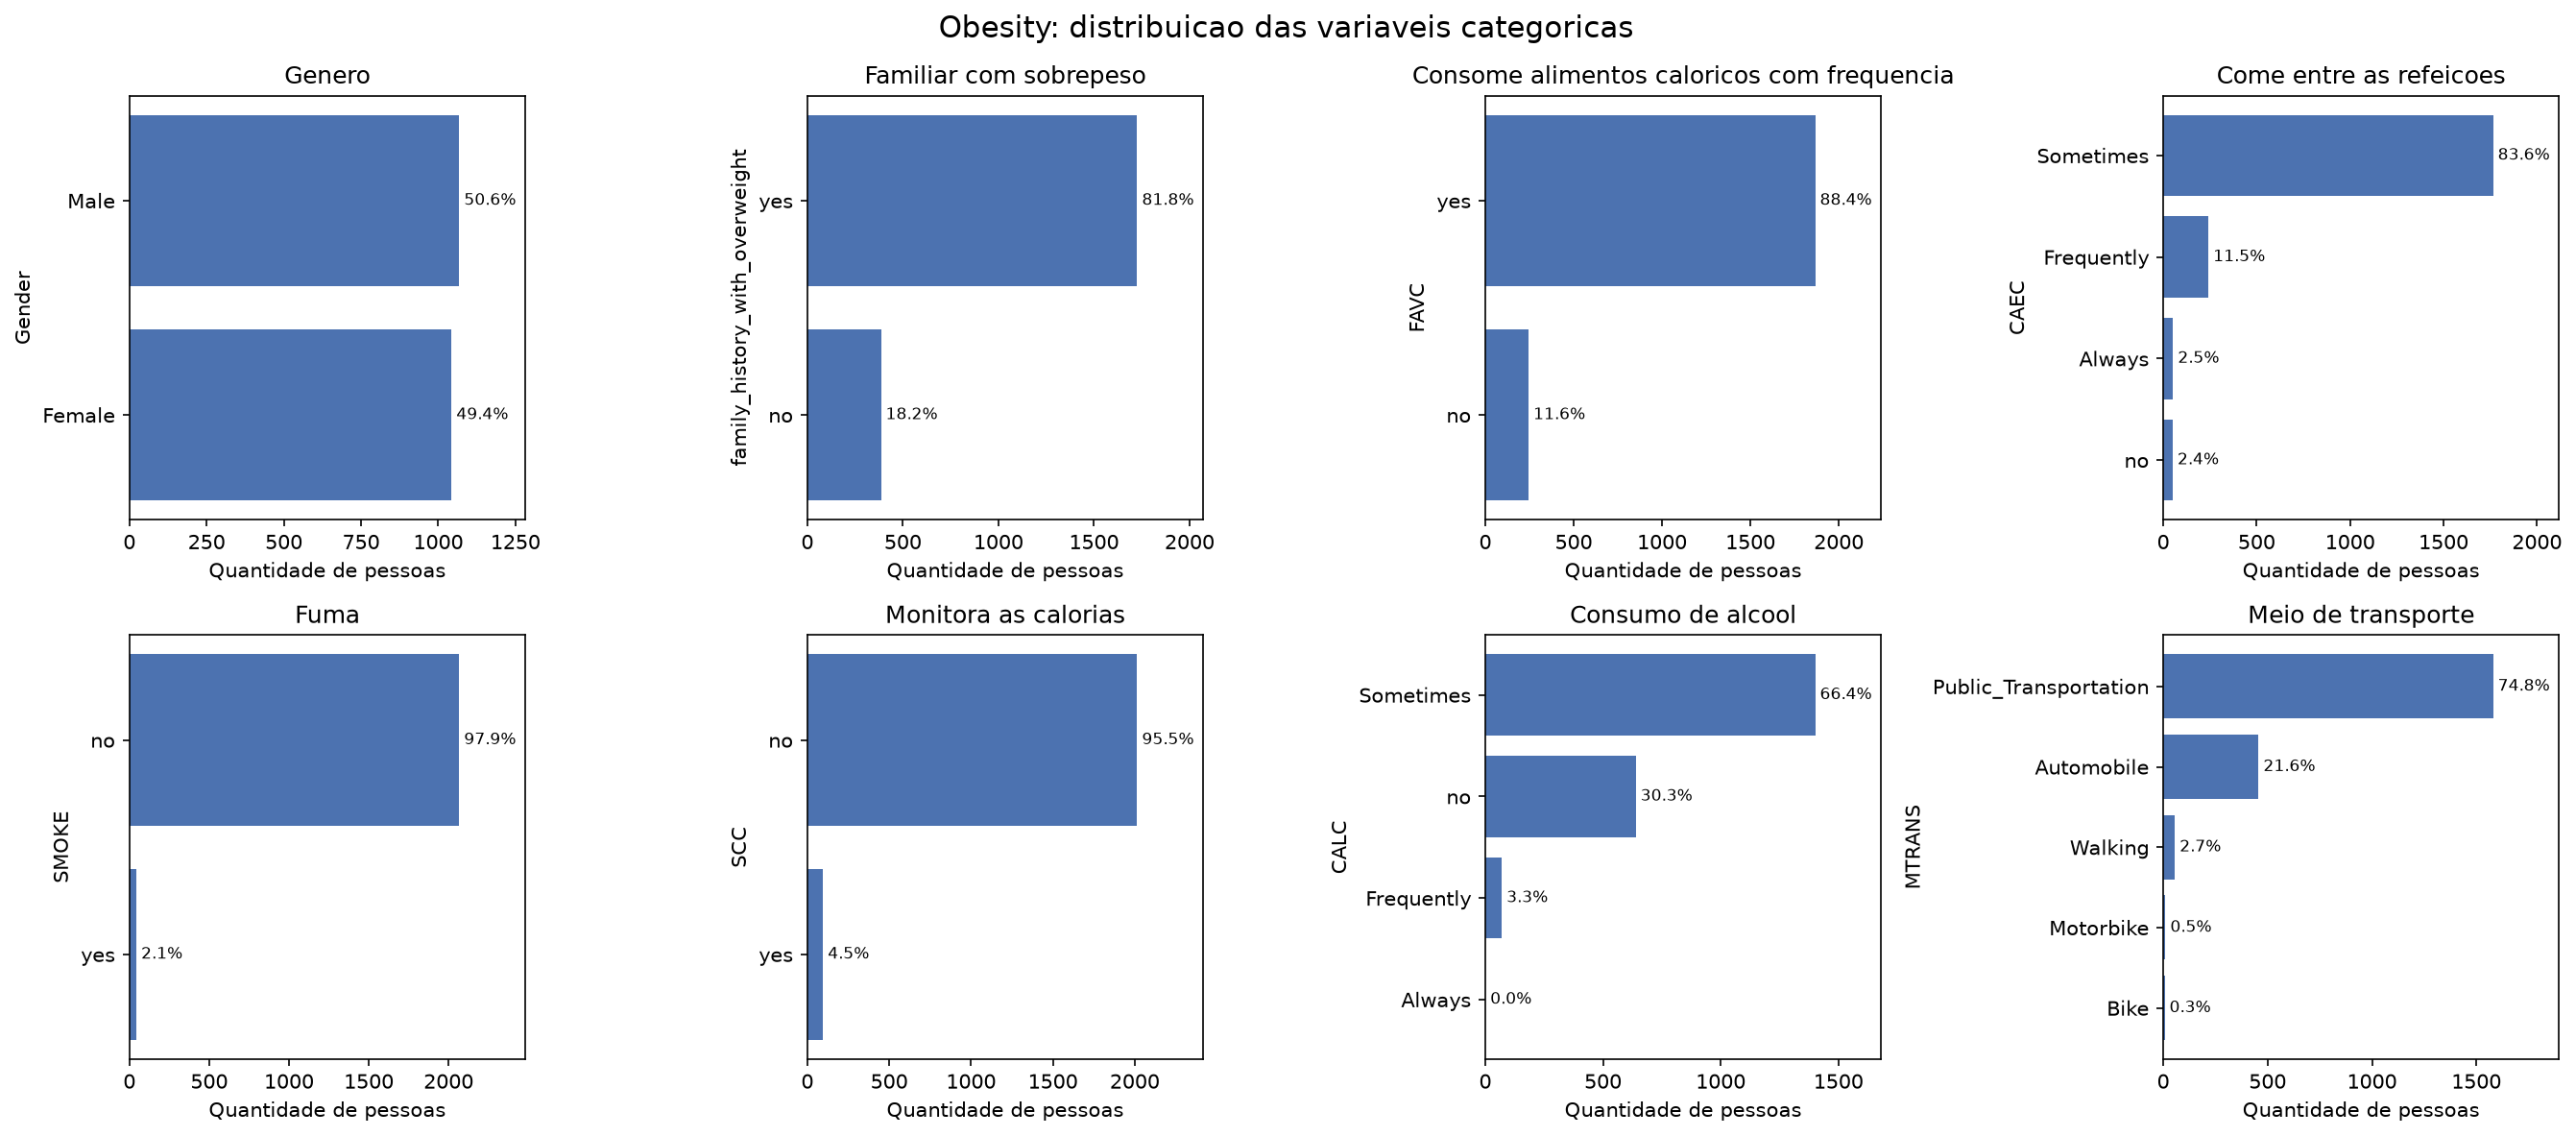 Obesity: distribuicao das variaveis categoricas
Genero
Gender
Male
50.6%
Female
49.4%
0 250 500 750 1000 1250
Quantidade de pessoas
Familiar com sobrepeso
family_history_with_overweight
yes
81.8%
no
18.2%
0 500 1000 1500 2000
Quantidade de pessoas
Consome alimentos caloricos com frequencia
FAVC
yes
88.4%
no
11.6%
0 500 1000 1500 2000
Quantidade de pessoas
Come entre as refeicoes
CAEC
Sometimes
83.6%
Frequently
11.5%
Always
2.5%
no
2.4%
0 500 1000 1500 2000
Quantidade de pessoas
Fuma
SMOKE
no
97.9%
yes
2.1%
0 500 1000 1500 2000
Quantidade de pessoas
Monitora as calorias
SCC
no
95.5%
yes
4.5%
0 500 1000 1500 2000
Quantidade de pessoas
Consumo de alcool
CALC
Sometimes
66.4%
no
30.3%
Frequently
3.3%
Always
0.0%
0 500 1000 1500
Quantidade de pessoas
Meio de transporte
MTRANS
Public_Transportation
74.8%
Automobile
21.6%
Walking
2.7%
Motorbike
0.5%
Bike
0.3%
0 500 1000 1500
Quantidade de pessoas